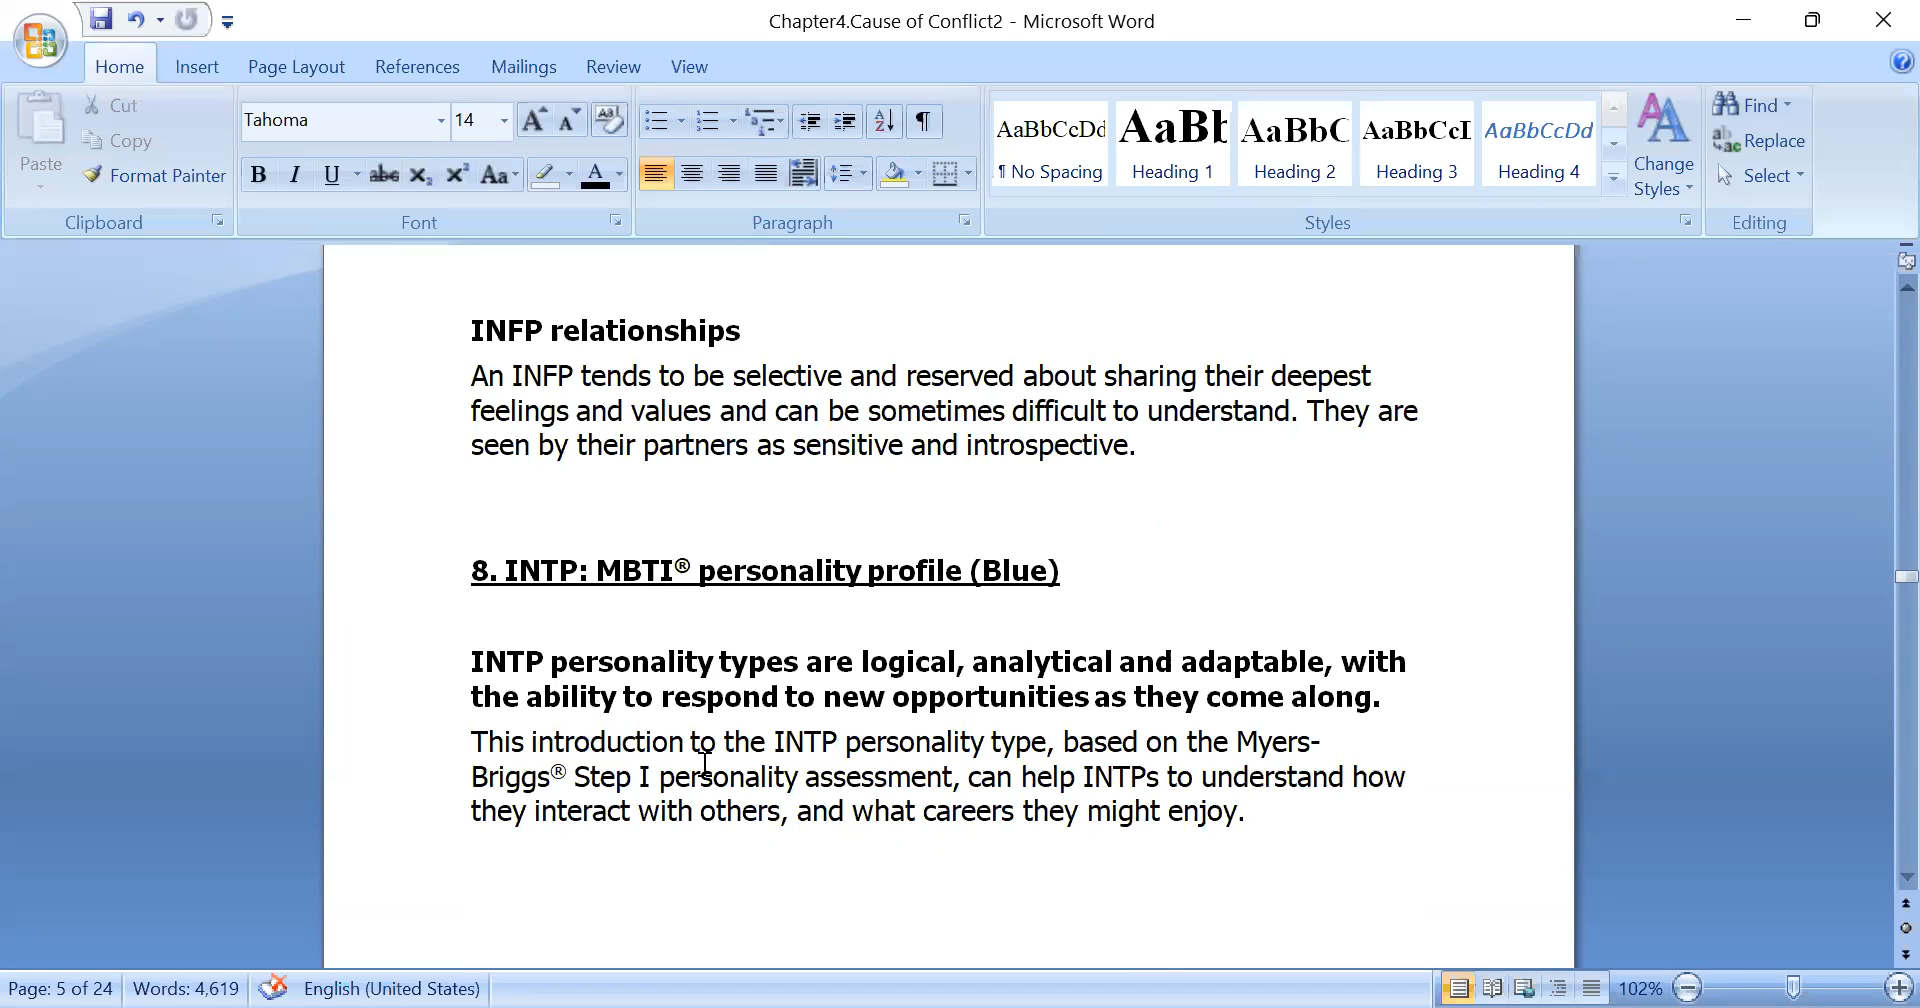 Chapter4.Cause of Conflict2 - Microsoft Word
Home Insert Page Layout References Mailings Review View
Paste
Cut
Copy
Format Painter
Clipboard
Tahoma 14
Font
Paragraph
AaBbCcDd AaBb AaBbC AaBbCcI AaBbCcDd
¶ No Spacing Heading 1 Heading 2 Heading 3 Heading 4
Change
Styles
Styles
Find
Replace
Select
Editing
INFP relationships
An INFP tends to be selective and reserved about sharing their deepest
feelings and values and can be sometimes difficult to understand. They are
seen by their partners as sensitive and introspective.
8. INTP: MBTI® personality profile (Blue)
INTP personality types are logical, analytical and adaptable, with
the ability to respond to new opportunities as they come along.
This introduction to the INTP personality type, based on the Myers-
Briggs® Step I personality assessment, can help INTPs to understand how
they interact with others, and what careers they might enjoy.
Page: 5 of 24 Words: 4,619 English (United States) 102%